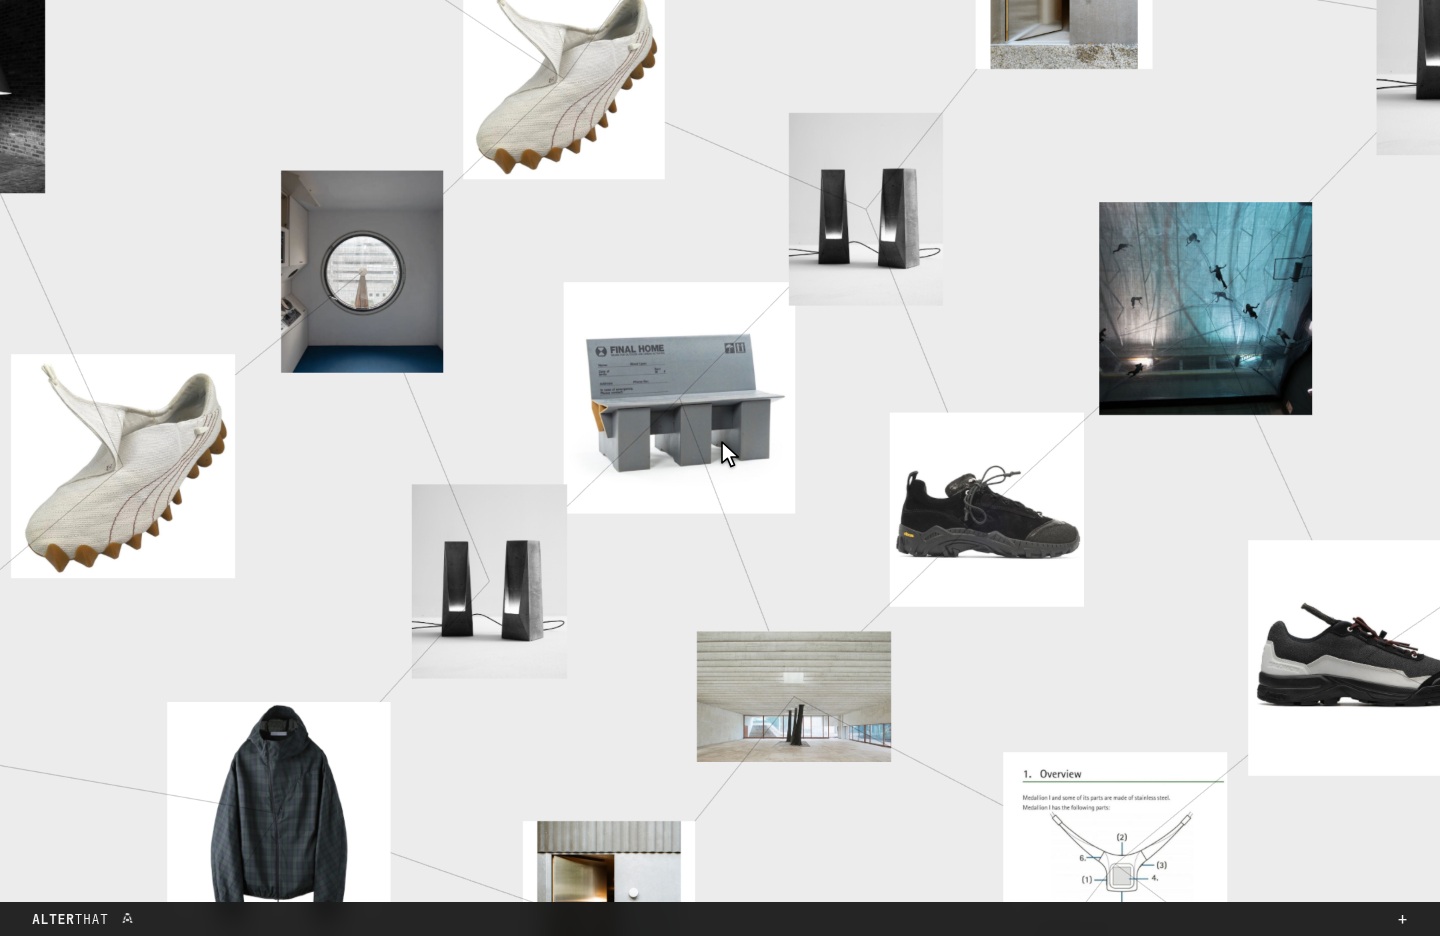 FINAL HOME
1. Overview
Medallion I and some of its parts are made of stainless steel.
Medallion I has the following parts:
(2)
6.
(3)
(1)
4.
ALTERTHAT
+